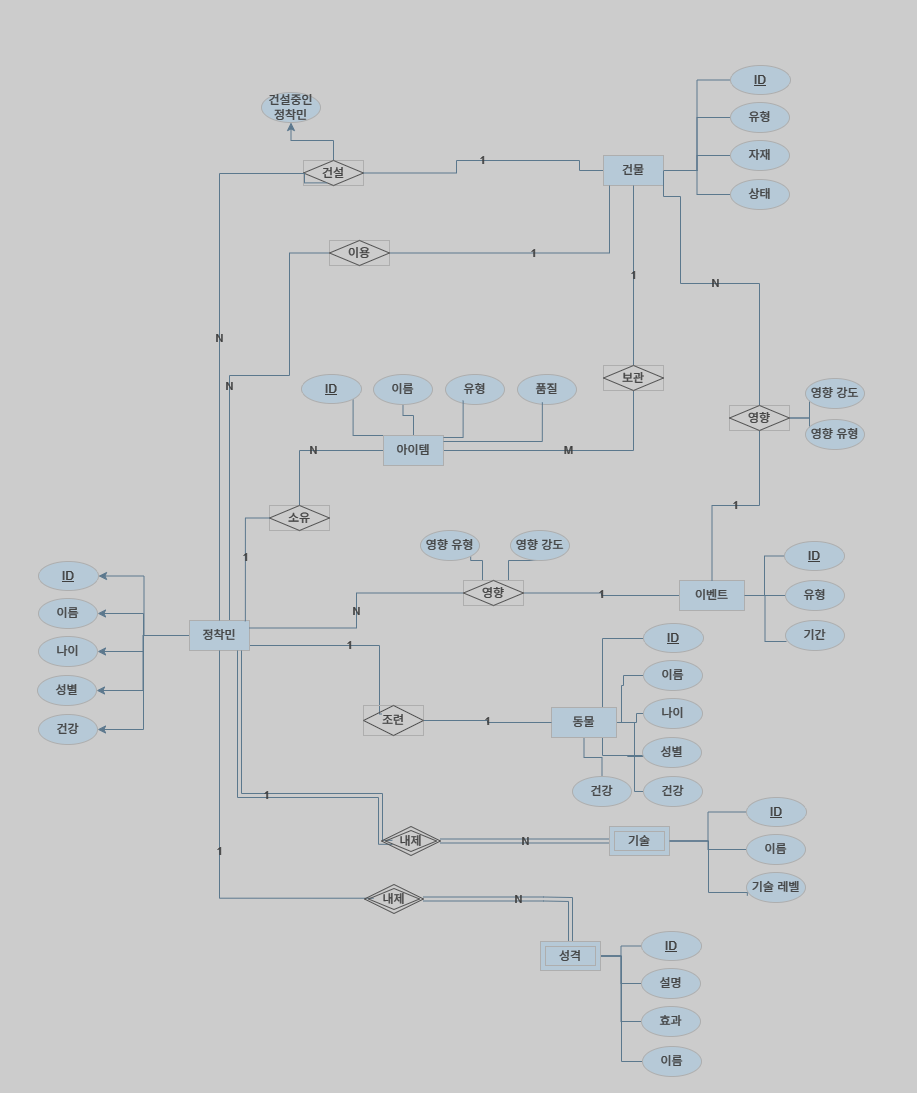 ID
건설중인
정착민
유형
자재
상태
건설
1
건물
이용
1
1
N
N
N
보관
ID
이름
유형
품질
영향 강도
영향
영향 유형
아이템
N
M
소유
1
1
영향 유형
영향 강도
ID
영향
이벤트
유형
N
1
기간
ID
이름
나이
성별
건강
정착민
1
ID
이름
조련
1
동물
나이
성별
건강
건강
1
ID
내제
N
기술
이름
기술 레벨
1
내제
N
성격
ID
설명
효과
이름